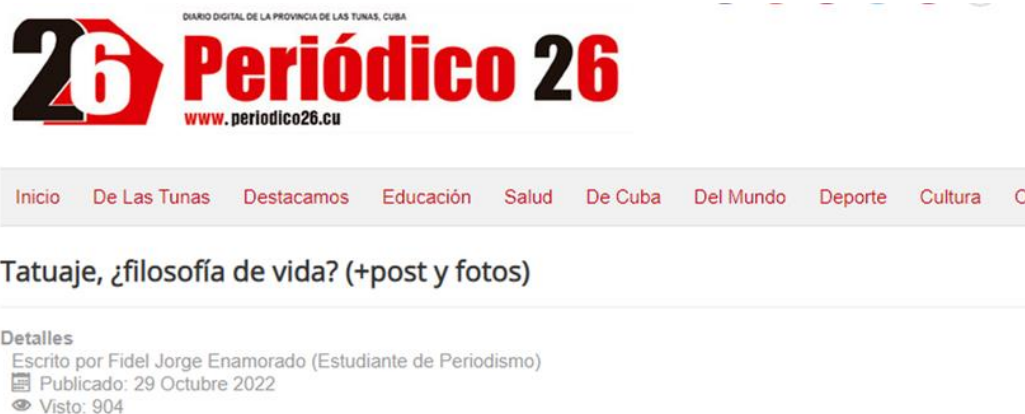 DIARIO DIGITAL DE LA PROVINCIA DE LAS TUNAS, CUBA
26 Periódico 26
www.periodico26.cu
Inicio De Las Tunas Destacamos Educación Salud De Cuba Del Mundo Deporte Cultura
Tatuaje, ¿filosofía de vida? (+post y fotos)
Detalles
Escrito por Fidel Jorge Enamorado (Estudiante de Periodismo)
Publicado: 29 Octubre 2022
Visto: 904